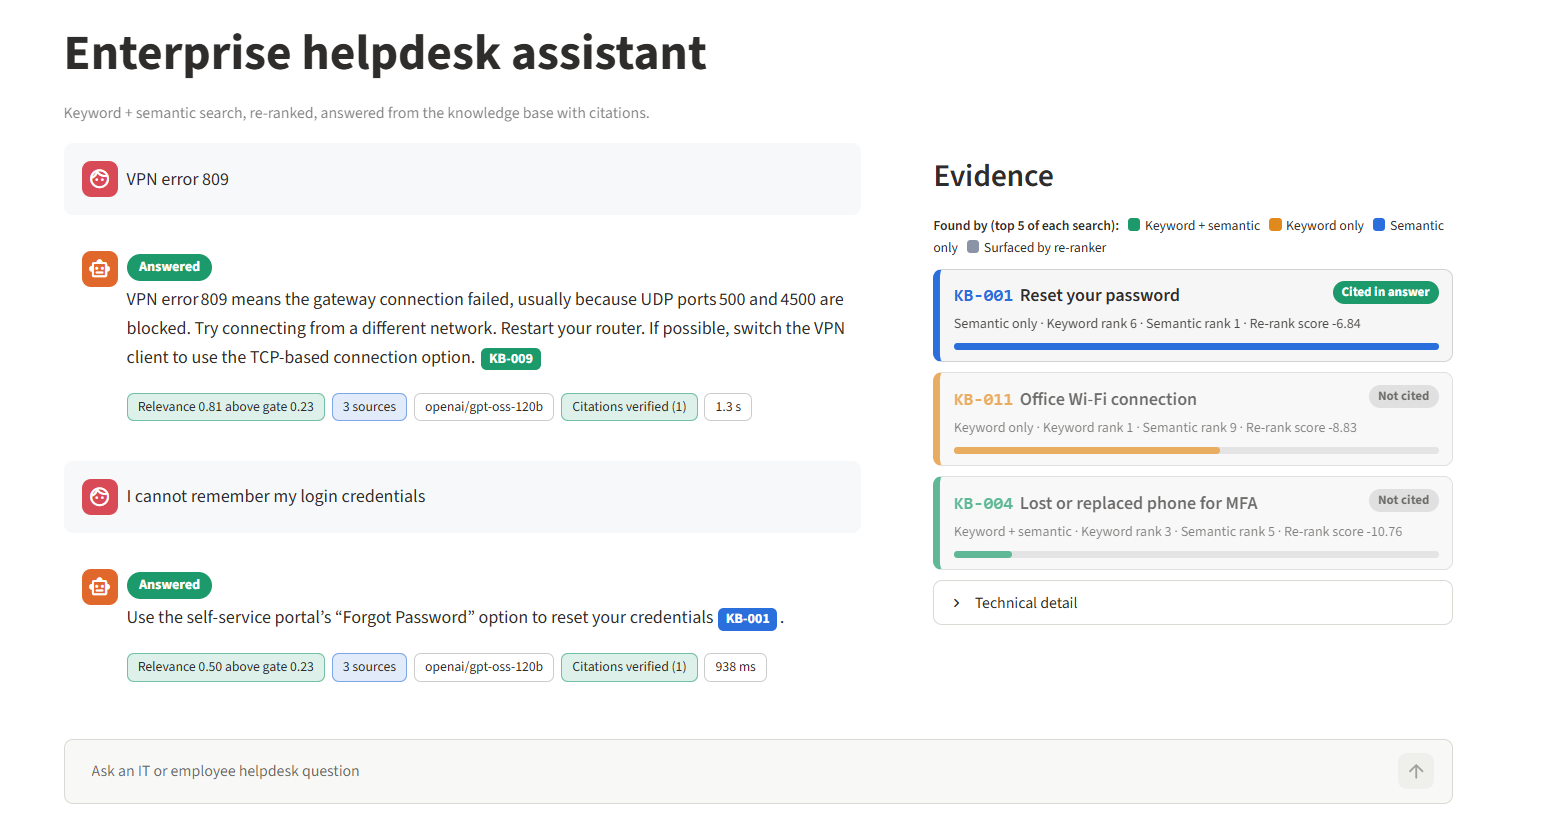 Enterprise helpdesk assistant
Keyword + semantic search, re-ranked, answered from the knowledge base with citations.
VPN error 809
Answered
VPN error 809 means the gateway connection failed, usually because UDP ports 500 and 4500 are
blocked. Try connecting from a different network. Restart your router. If possible, switch the VPN
client to use the TCP-based connection option. KB-009
Relevance 0.81 above gate 0.23 3 sources openai/gpt-oss-120b Citations verified (1) 1.3 s
I cannot remember my login credentials
Answered
Use the self-service portal’s “Forgot Password” option to reset your credentials KB-001 .
Relevance 0.50 above gate 0.23 3 sources openai/gpt-oss-120b Citations verified (1) 938 ms
Ask an IT or employee helpdesk question
Evidence
Found by (top 5 of each search): Keyword + semantic Keyword only Semantic
only Surfaced by re-ranker
KB-001 Reset your password Cited in answer
Semantic only · Keyword rank 6 · Semantic rank 1 · Re-rank score -6.84
KB-011 Office Wi-Fi connection Not cited
Keyword only · Keyword rank 1 · Semantic rank 9 · Re-rank score -8.83
KB-004 Lost or replaced phone for MFA Not cited
Keyword + semantic · Keyword rank 3 · Semantic rank 5 · Re-rank score -10.76
Technical detail